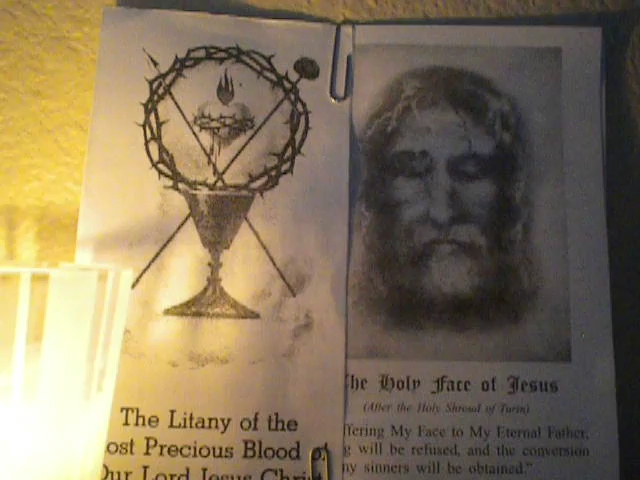 The Litany of the
ost Precious Blood of
Our Lord Jesus Christ
he Holy Face of Jesus
(After the Holy Shroud of Turin)
ffering My Face to My Eternal Father,
g will be refused, and the conversion
ny sinners will be obtained."